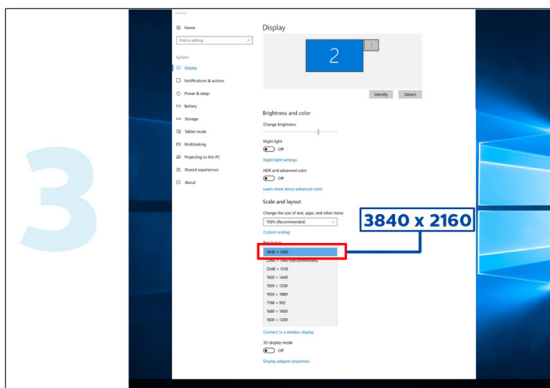 3
Home
Display
Find a setting
2
1
System
Display
Notifications & actions
Power & sleep
Identify
Detect
Battery
Brightness and color
Storage
Change brightness
Tablet mode
Night light
Multitasking
Off
Projecting to this PC
Night light settings
Shared experiences
HDR and advanced color
About
Off
Learn more about advanced color
Scale and layout
Change the size of text, apps, and other items
100% (Recommended)
3840 x 2160
Custom scaling
3840 × 2160
2048 × 1536
1920 × 1440
1920 × 1200
1920 × 1080
1680 × 1050
1600 × 1200
Connect to a wireless display
3D display mode
Off
Display adapter properties